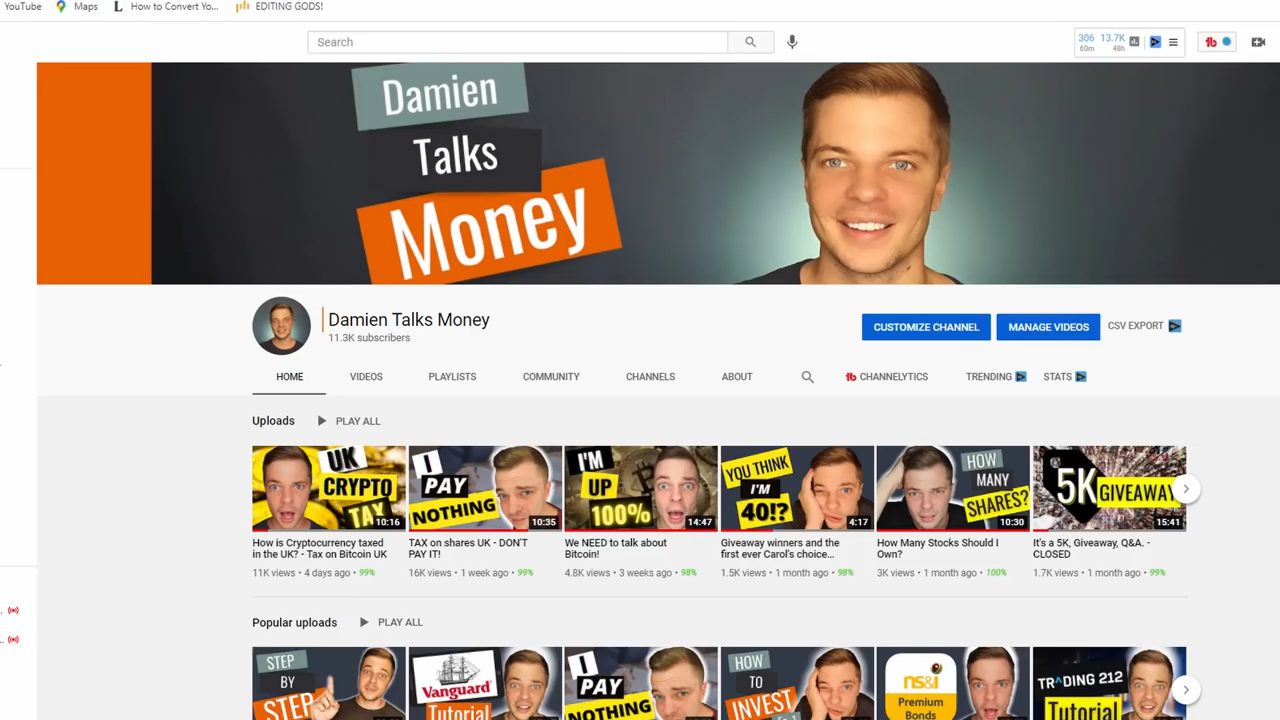 YouTube Maps How to Convert Yo... EDITING GODS!
Search
306 13.7K
60m 48h
Damien
Talks
Money
Damien Talks Money
11.3K subscribers
CUSTOMIZE CHANNEL MANAGE VIDEOS CSV EXPORT
HOME VIDEOS PLAYLISTS COMMUNITY CHANNELS ABOUT CHANNELYTICS TRENDING STATS
Uploads PLAY ALL
UK
CRYPTO
TAX
10:16
I
PAY
NOTHING
10:35
I'M
UP
100%
14:47
YOU THINK
I'M
40!?
4:17
HOW
MANY
SHARES?
10:30
5K GIVEAWAY
15:41
How is Cryptocurrency taxed
in the UK? - Tax on Bitcoin UK
11K views • 4 days ago • 99%
TAX on shares UK - DON'T
PAY IT!
16K views • 1 week ago • 99%
We NEED to talk about
Bitcoin!
4.8K views • 3 weeks ago • 98%
Giveaway winners and the
first ever Carol's choice...
1.5K views • 1 month ago • 98%
How Many Stocks Should I
Own?
3K views • 1 month ago • 100%
It's a 5K, Giveaway, Q&A. -
CLOSED
1.7K views • 1 month ago • 99%
Popular uploads PLAY ALL
STEP
BY
STEP
Vanguard
Tutorial
I
PAY
NOTHING
HOW
TO
INVEST
ns&i
Premium
Bonds
TRADING 212
Tutorial